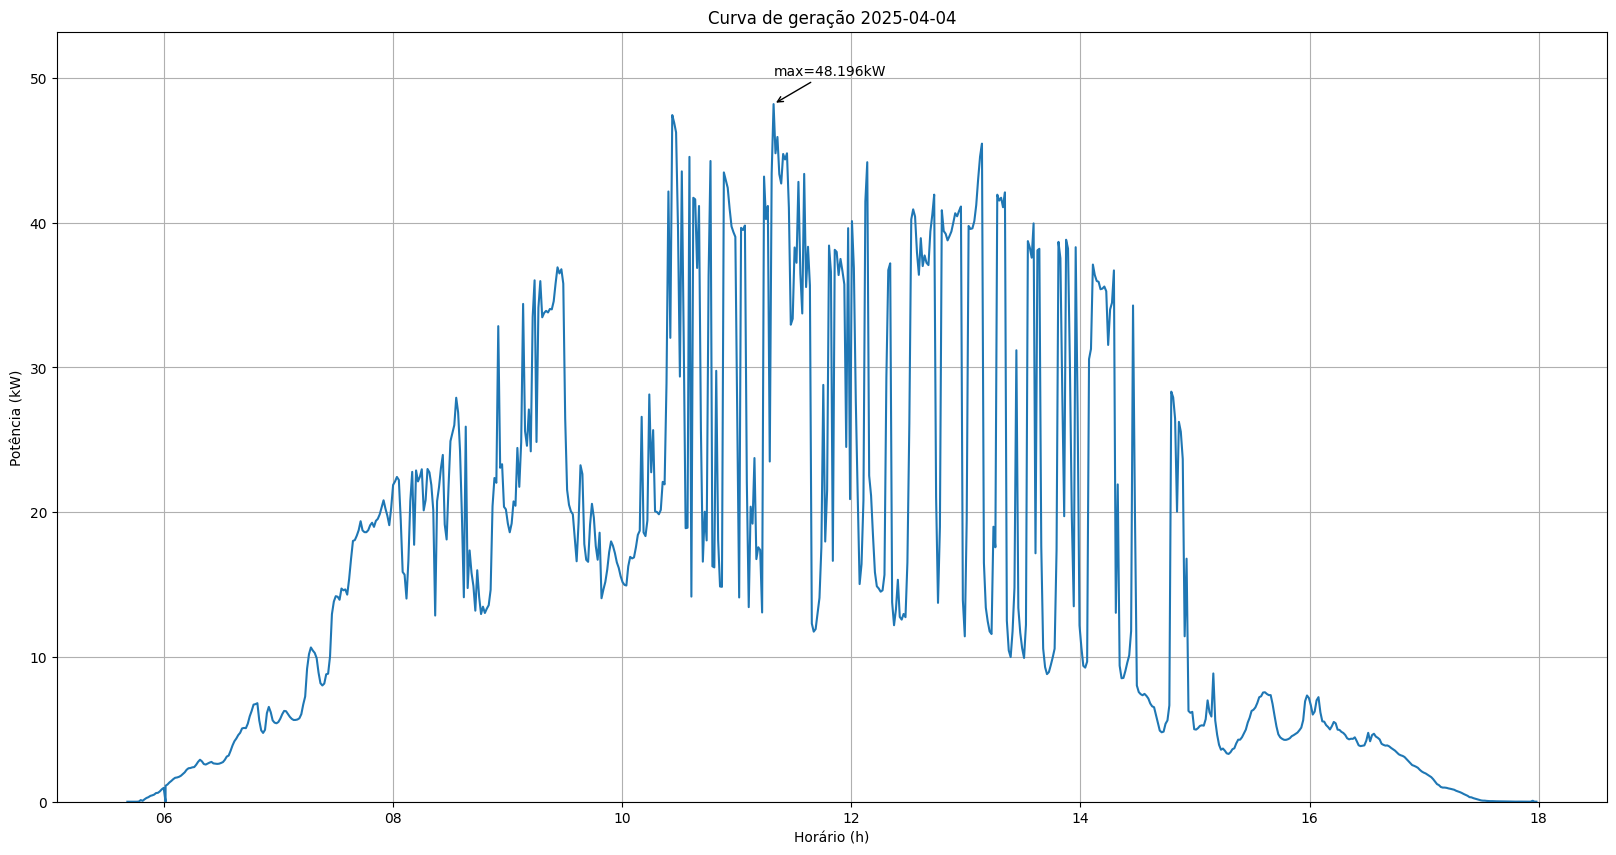 Curva de geração 2025-04-04
max=48.196kW
50
40
30
20
10
0
Potência (kW)
06 08 10 12 14 16 18
Horário (h)